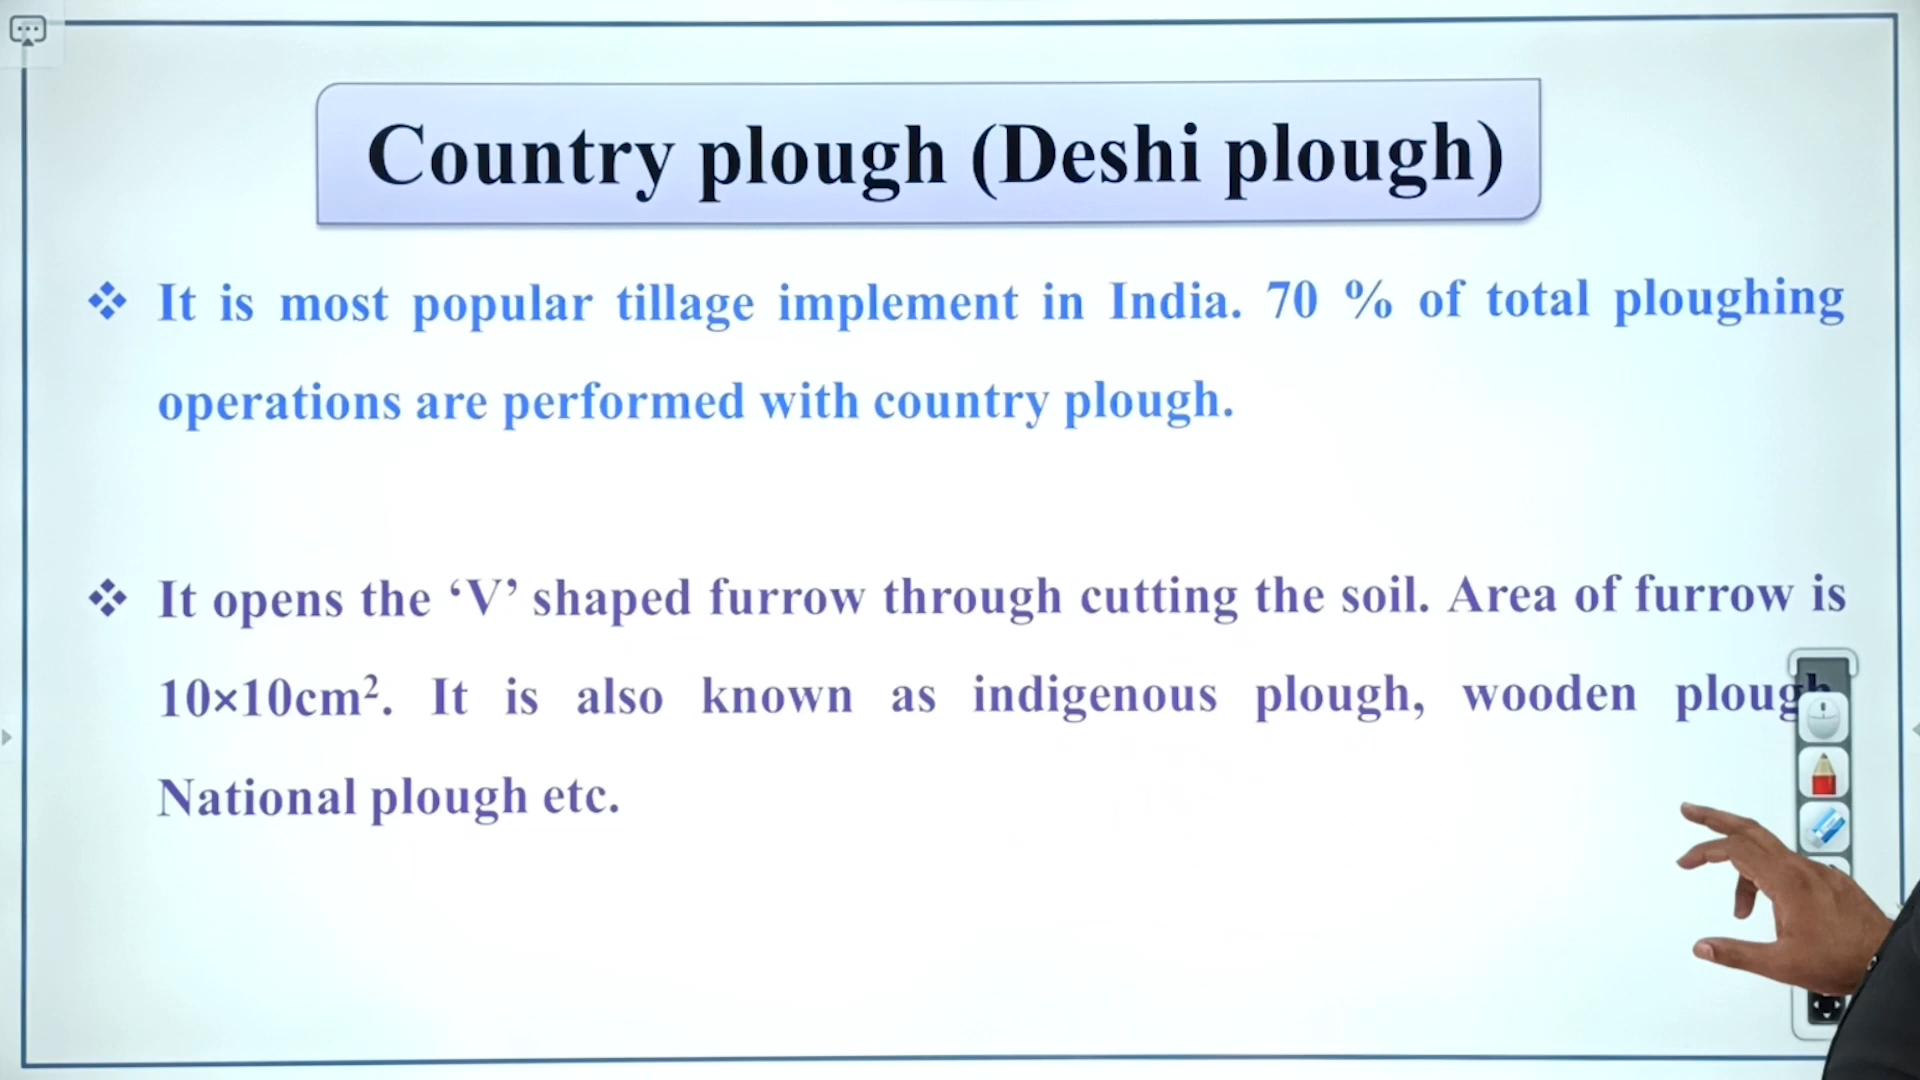 Country plough (Deshi plough)
❖ It is most popular tillage implement in India. 70 % of total ploughing
operations are performed with country plough.
❖ It opens the ‘V’ shaped furrow through cutting the soil. Area of furrow is
10×10cm². It is also known as indigenous plough, wooden plough
National plough etc.